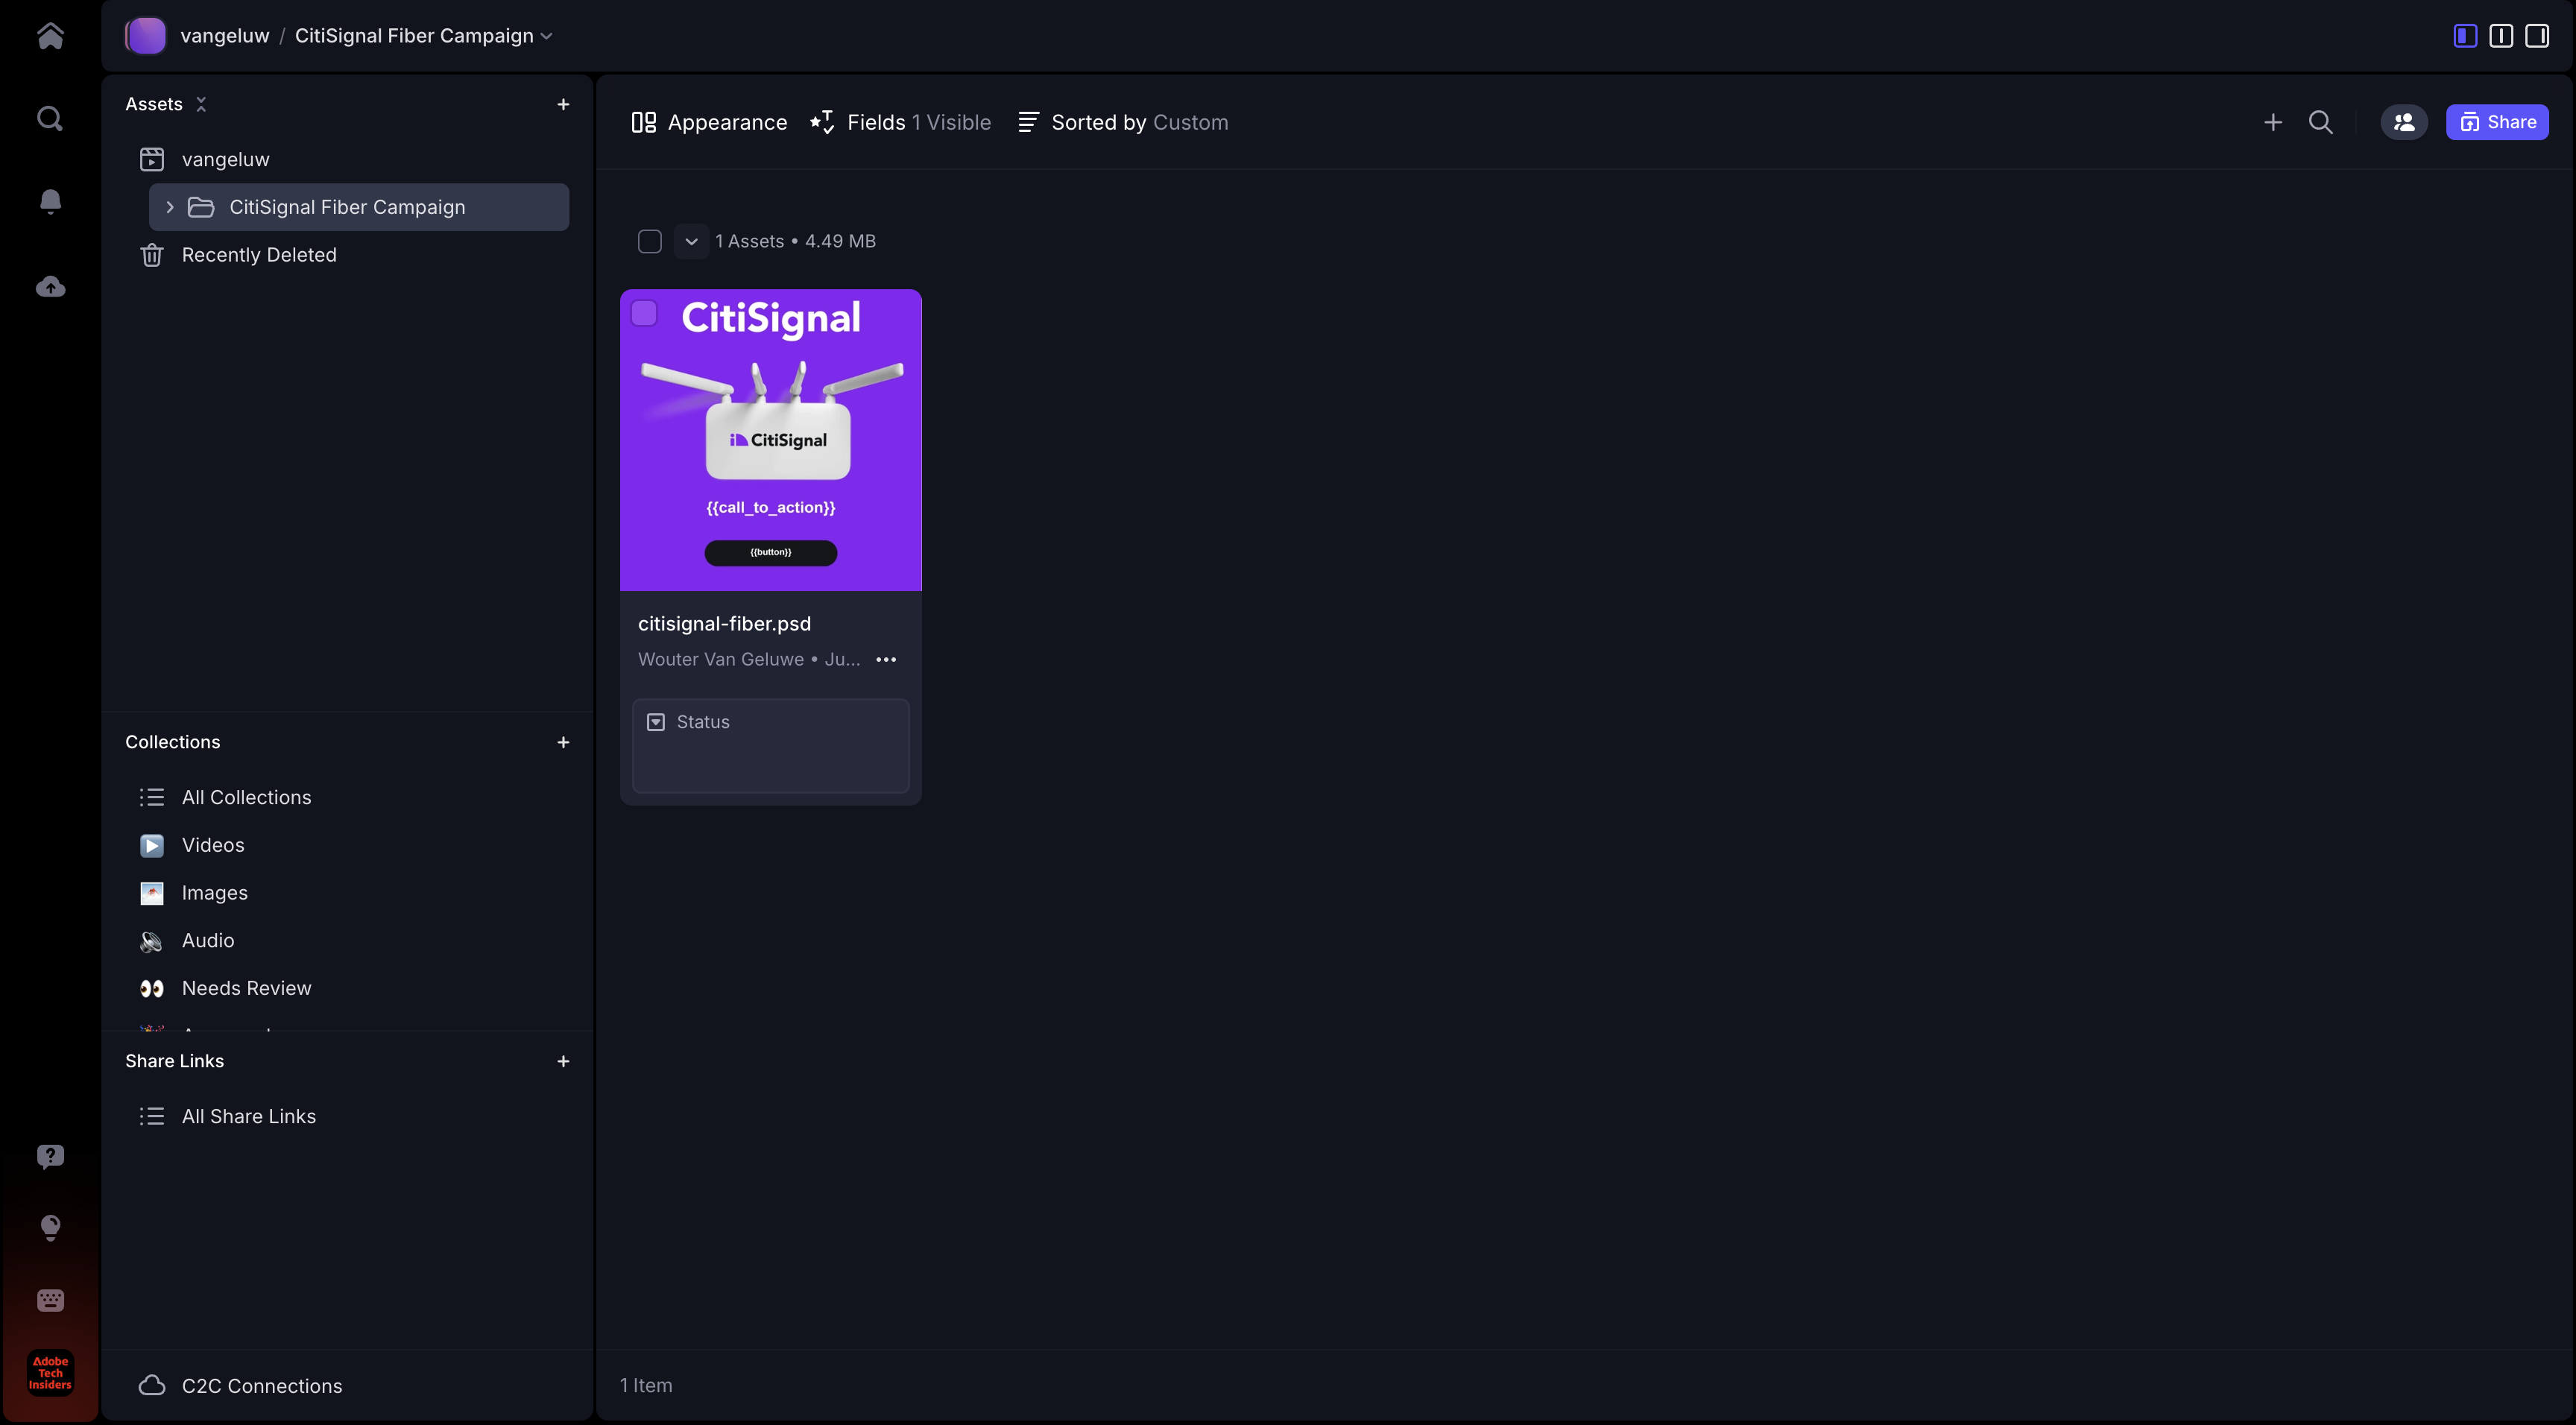 vangeluw / CitiSignal Fiber Campaign
Assets
vangeluw
CitiSignal Fiber Campaign
Recently Deleted
Collections
All Collections
Videos
Images
Audio
Needs Review
Share Links
All Share Links
C2C Connections
Adobe
Tech
Insiders
Appearance
Fields 1 Visible
Sorted by Custom
Share
1 Assets • 4.49 MB
CitiSignal
CitiSignal
{{call_to_action}}
{{button}}
citisignal-fiber.psd
Wouter Van Geluwe • Ju...
Status
1 Item